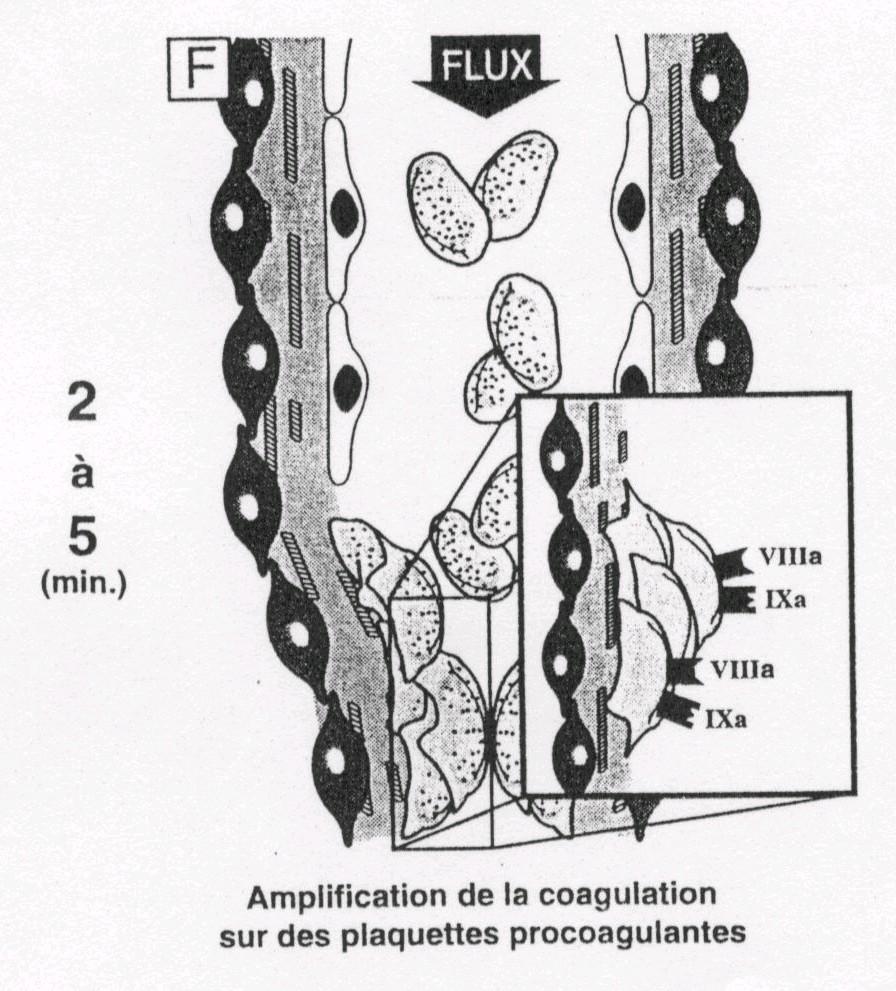 F
FLUX
2
à
5
(min.)
VIIIa
IXa
VIIIa
IXa
Amplification de la coagulation
sur des plaquettes procoagulantes